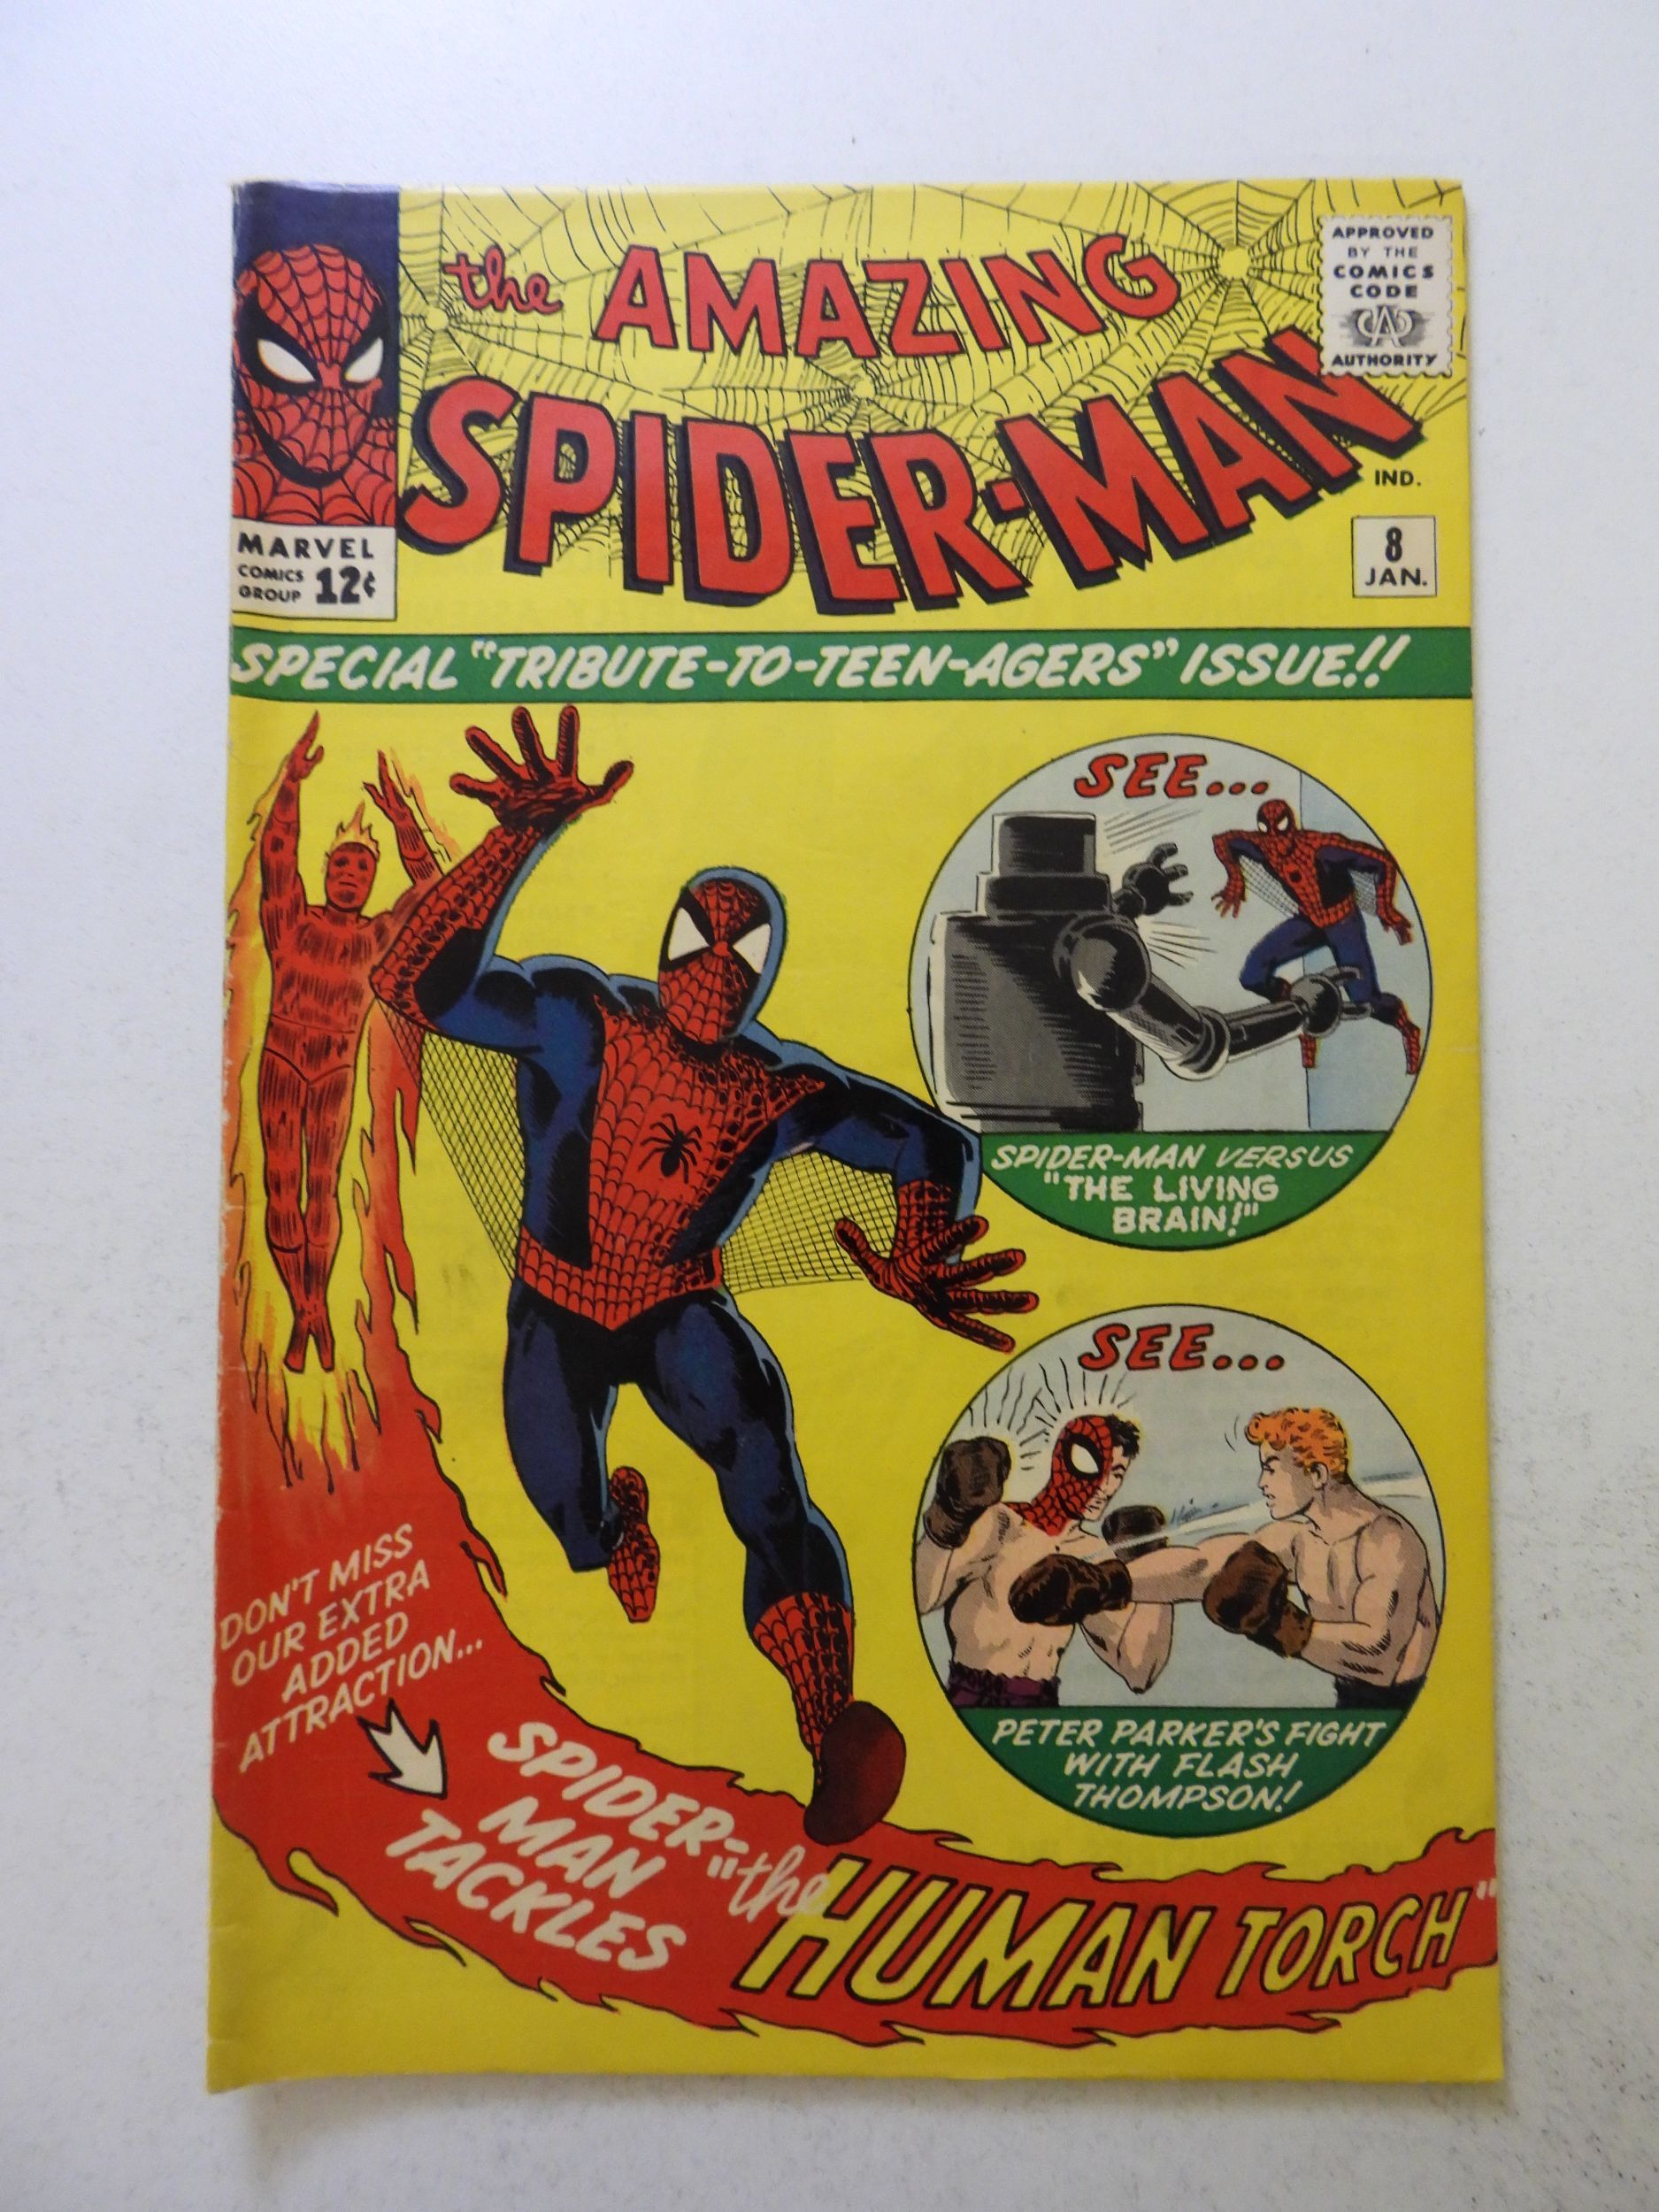 the AMAZING
SPIDER-MAN
APPROVED
BY THE
COMICS
CODE
CA
AUTHORITY
IND.
8
JAN.
MARVEL
COMICS
GROUP 12¢
SPECIAL "TRIBUTE-TO-TEEN-AGERS" ISSUE!!
SEE...
SPIDER-MAN VERSUS
"THE LIVING
BRAIN!"
SEE...
PETER PARKER'S FIGHT
WITH FLASH
THOMPSON!
DON'T MISS
OUR EXTRA
ADDED
ATTRACTION...
SPIDER-
MAN
TACKLES
"the HUMAN TORCH"